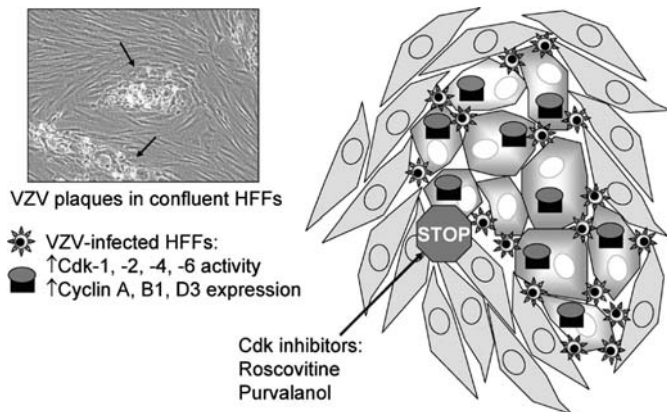 VZV plaques in confluent HFFs
VZV-infected HFFs:
↑Cdk-1, -2, -4, -6 activity
↑Cyclin A, B1, D3 expression
STOP
Cdk inhibitors:
Roscovitine
Purvalanol